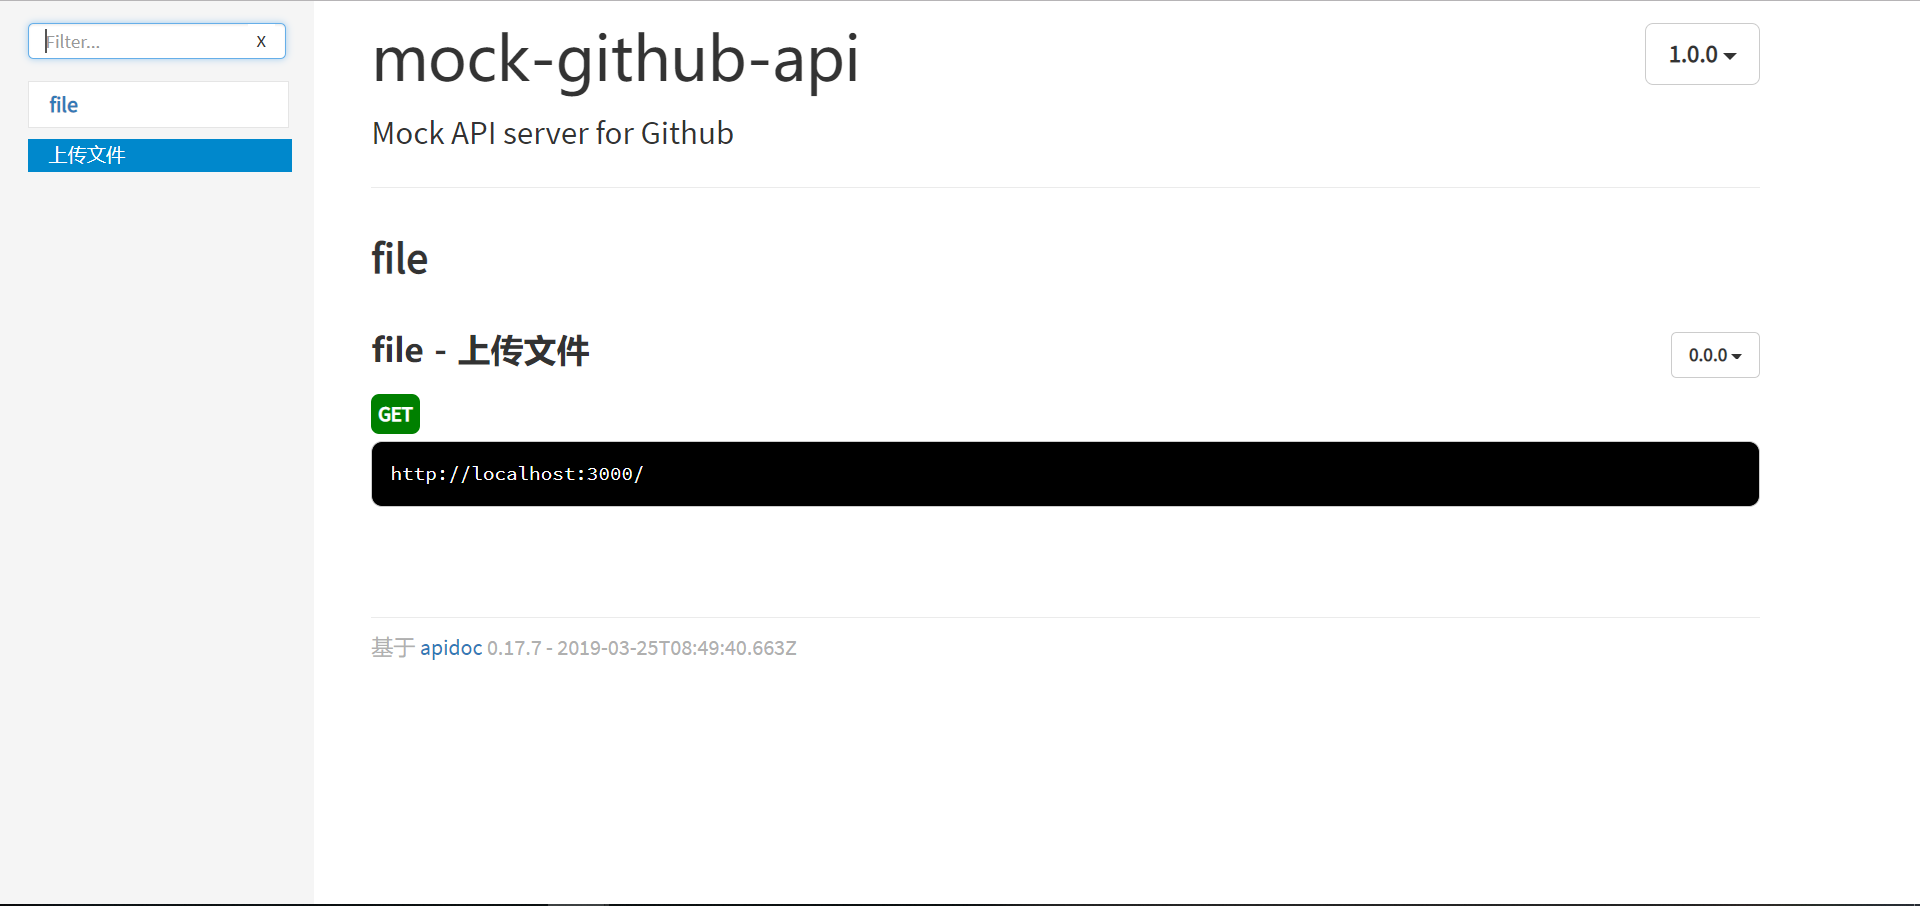 Filter...
X
file
上传文件
mock-github-api
1.0.0
Mock API server for Github
file
file - 上传文件
0.0.0
GET
http://localhost:3000/
基于 apidoc 0.17.7 - 2019-03-25T08:49:40.663Z